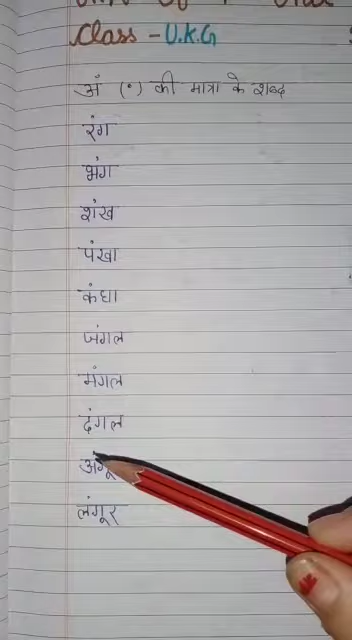 Class - U.K.G
अं (•) की मात्रा के शब्द
रंग
भंग
शंख
पंखा
कंघा
जंगल
मंगल
दंगल
लंगूर